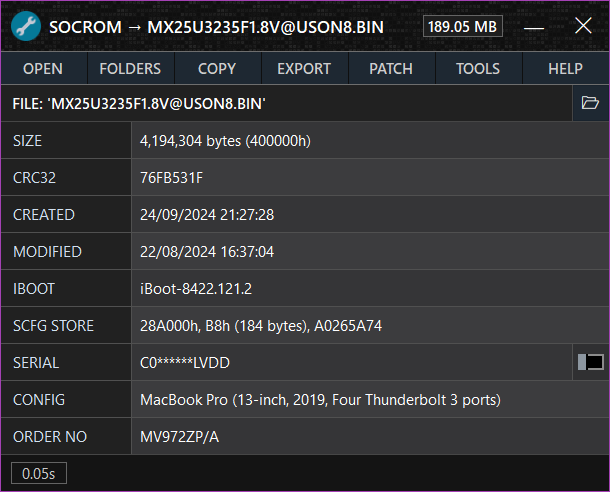 SOCROM → MX25U3235F1.8V@USON8.BIN 189.05 MB
OPEN FOLDERS COPY EXPORT PATCH TOOLS HELP
FILE: 'MX25U3235F1.8V@USON8.BIN'
SIZE 4,194,304 bytes (400000h)
CRC32 76FB531F
CREATED 24/09/2024 21:27:28
MODIFIED 22/08/2024 16:37:04
IBOOT iBoot-8422.121.2
SCFG STORE 28A000h, B8h (184 bytes), A0265A74
SERIAL C0******LVDD
CONFIG MacBook Pro (13-inch, 2019, Four Thunderbolt 3 ports)
ORDER NO MV972ZP/A
0.05s